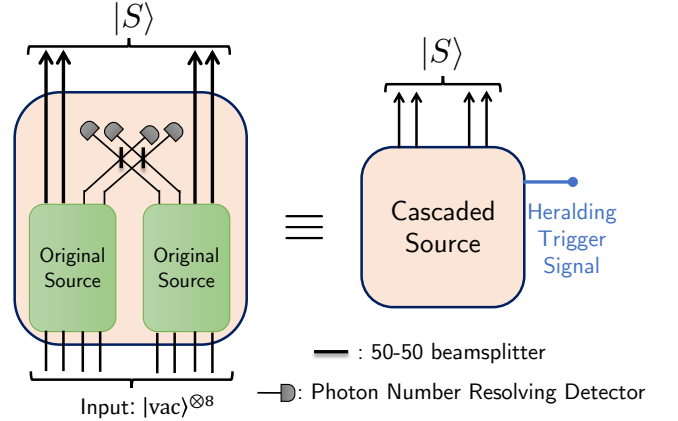 |S⟩
|S⟩
Original
Source
Original
Source
Cascaded
Source
Heralding
Trigger
Signal
Input: |vac⟩^{⊗8}
: 50-50 beamsplitter
: Photon Number Resolving Detector